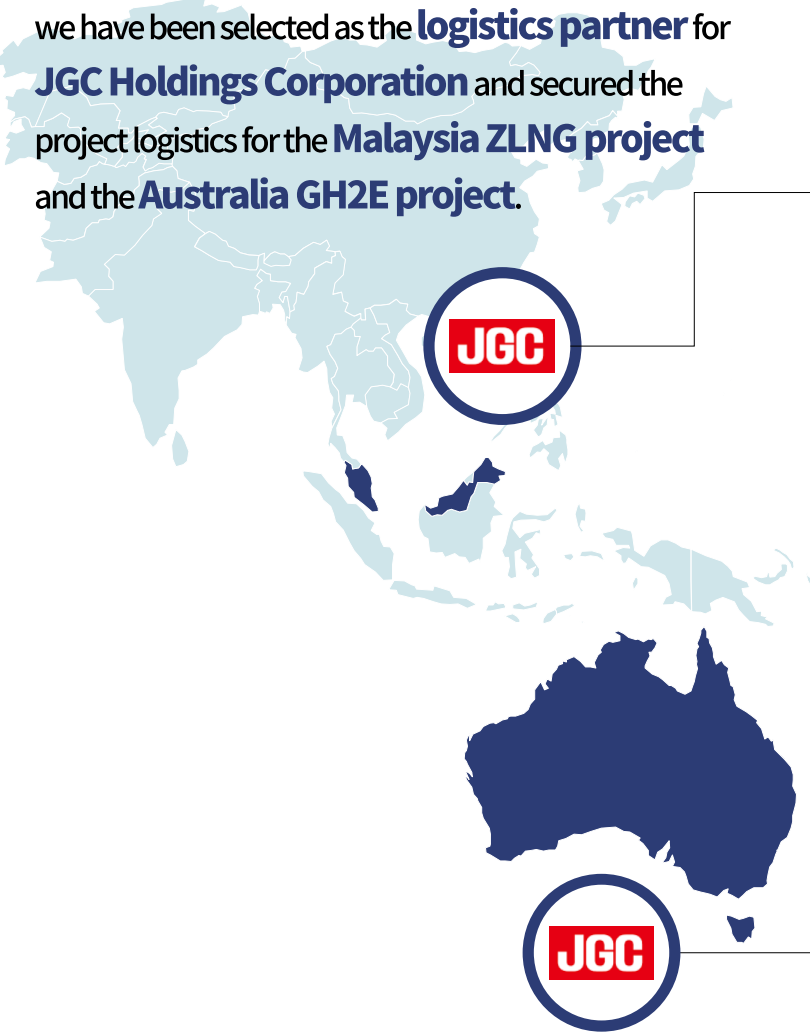 we have been selected as the logistics partner for
JGC Holdings Corporation and secured the
project logistics for the Malaysia ZLNG project
and the Australia GH2E project.
JGC
JGC